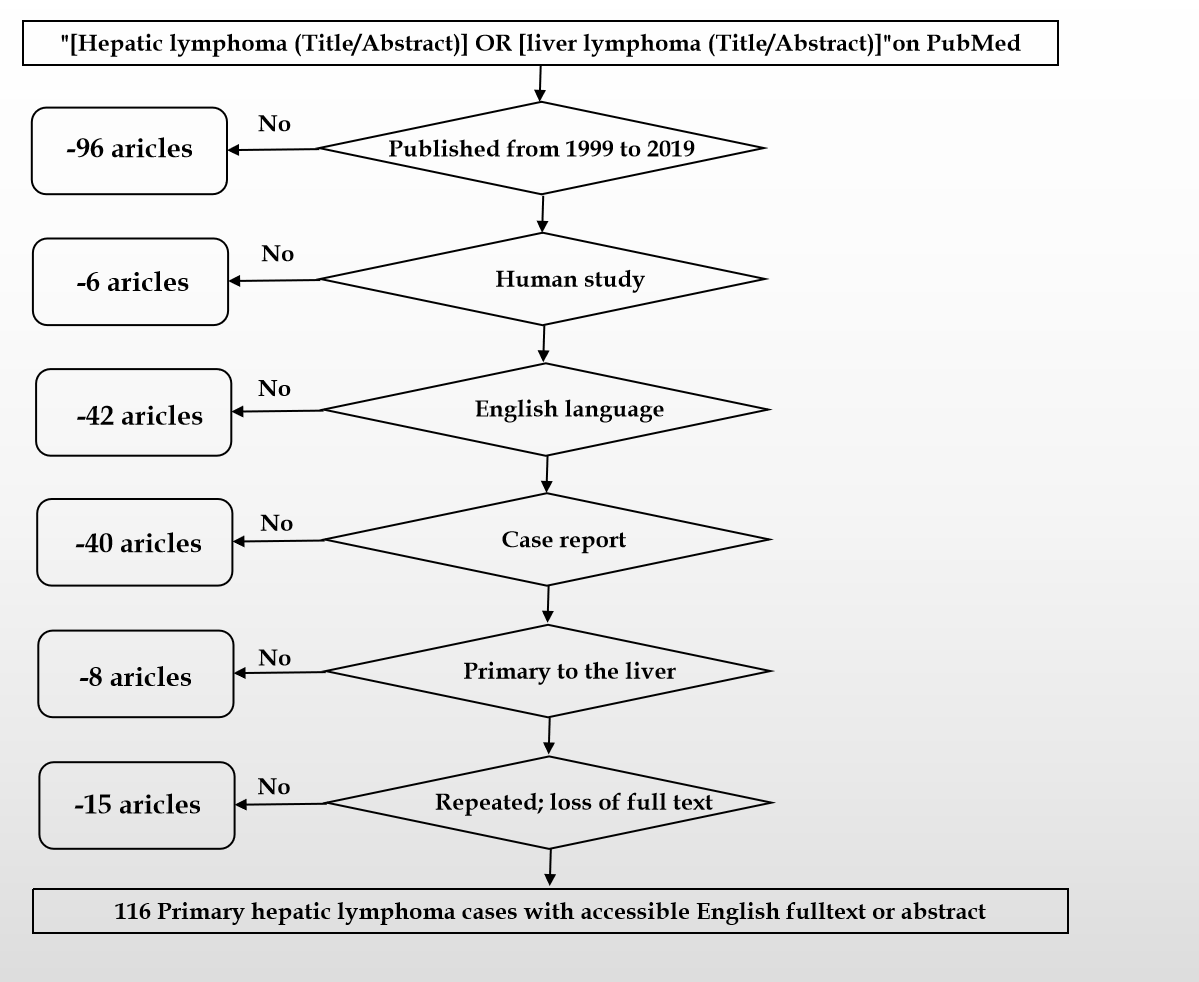 "[Hepatic lymphoma (Title/Abstract)] OR [liver lymphoma (Title/Abstract)]"on PubMed
No
-96 aricles
Published from 1999 to 2019
No
-6 aricles
Human study
No
-42 aricles
English language
No
-40 aricles
Case report
No
-8 aricles
Primary to the liver
No
-15 aricles
Repeated; loss of full text
116 Primary hepatic lymphoma cases with accessible English fulltext or abstract